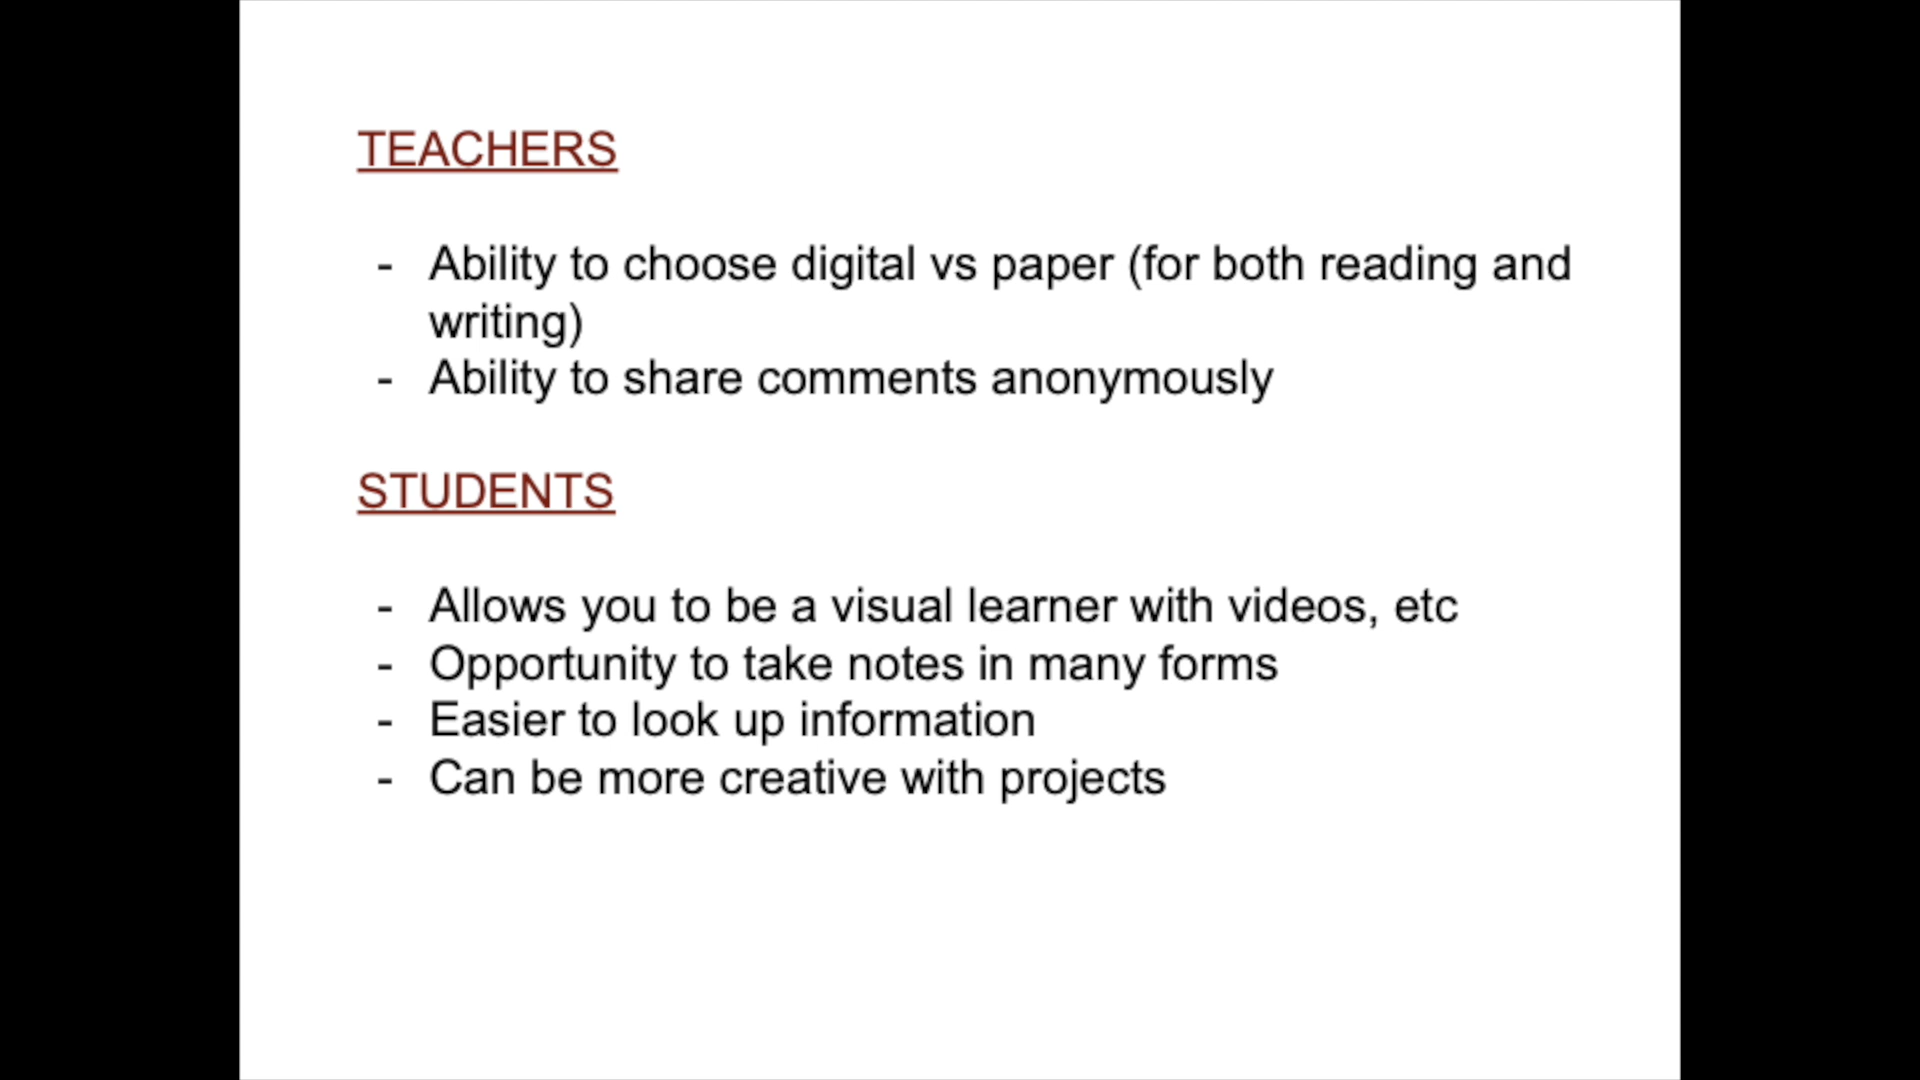 TEACHERS
- Ability to choose digital vs paper (for both reading and
writing)
- Ability to share comments anonymously
STUDENTS
- Allows you to be a visual learner with videos, etc
- Opportunity to take notes in many forms
- Easier to look up information
- Can be more creative with projects